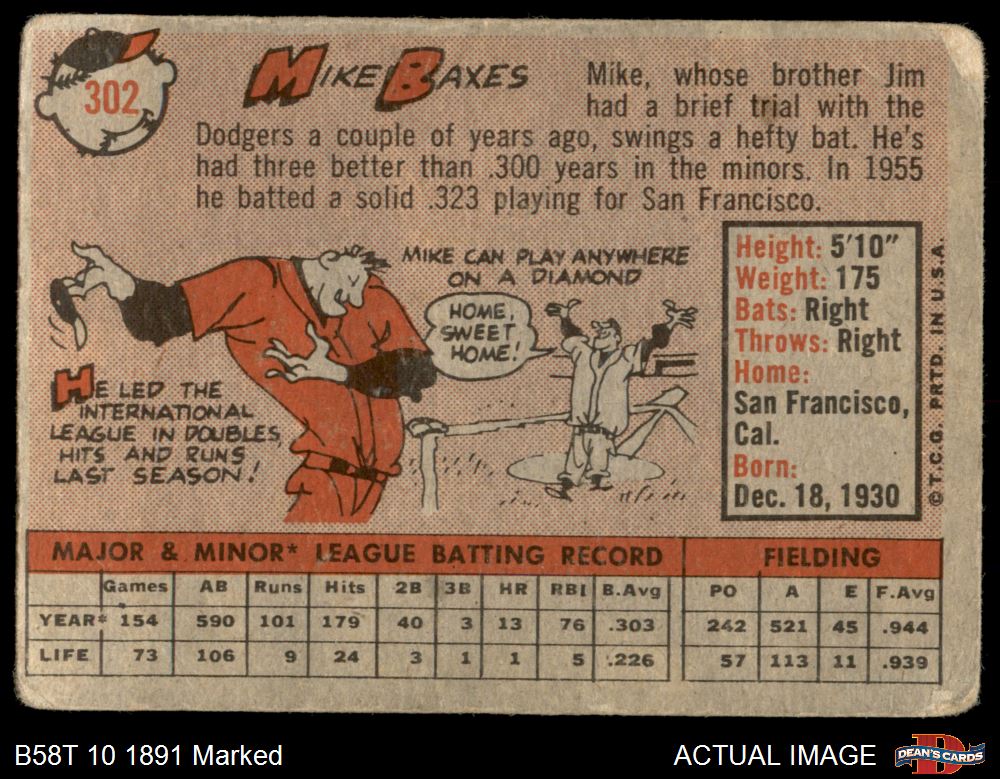 302
MIKE BAXES
Mike, whose brother Jim
had a brief trial with the
Dodgers a couple of years ago, swings a hefty bat. He's
had three better than .300 years in the minors. In 1955
he batted a solid .323 playing for San Francisco.
MIKE CAN PLAY ANYWHERE
ON A DIAMOND
HOME,
SWEET
HOME!
HE LED THE
INTERNATIONAL
LEAGUE IN DOUBLES,
HITS AND RUNS
LAST SEASON!
Height: 5'10"
Weight: 175
Bats: Right
Throws: Right
Home:
San Francisco,
Cal.
Born:
Dec. 18, 1930
©T.C.G. PRTD. IN U.S.A.
MAJOR & MINOR* LEAGUE BATTING RECORD FIELDING
Games AB Runs Hits 2B 3B HR RBI B.Avg PO A E F.Avg
YEAR* 154 590 101 179 40 3 13 76 .303 242 521 45 .944
LIFE 73 106 9 24 3 1 1 5 .226 57 113 11 .939
B58T 10 1891 Marked
ACTUAL IMAGE
D
DEAN'S CARDS